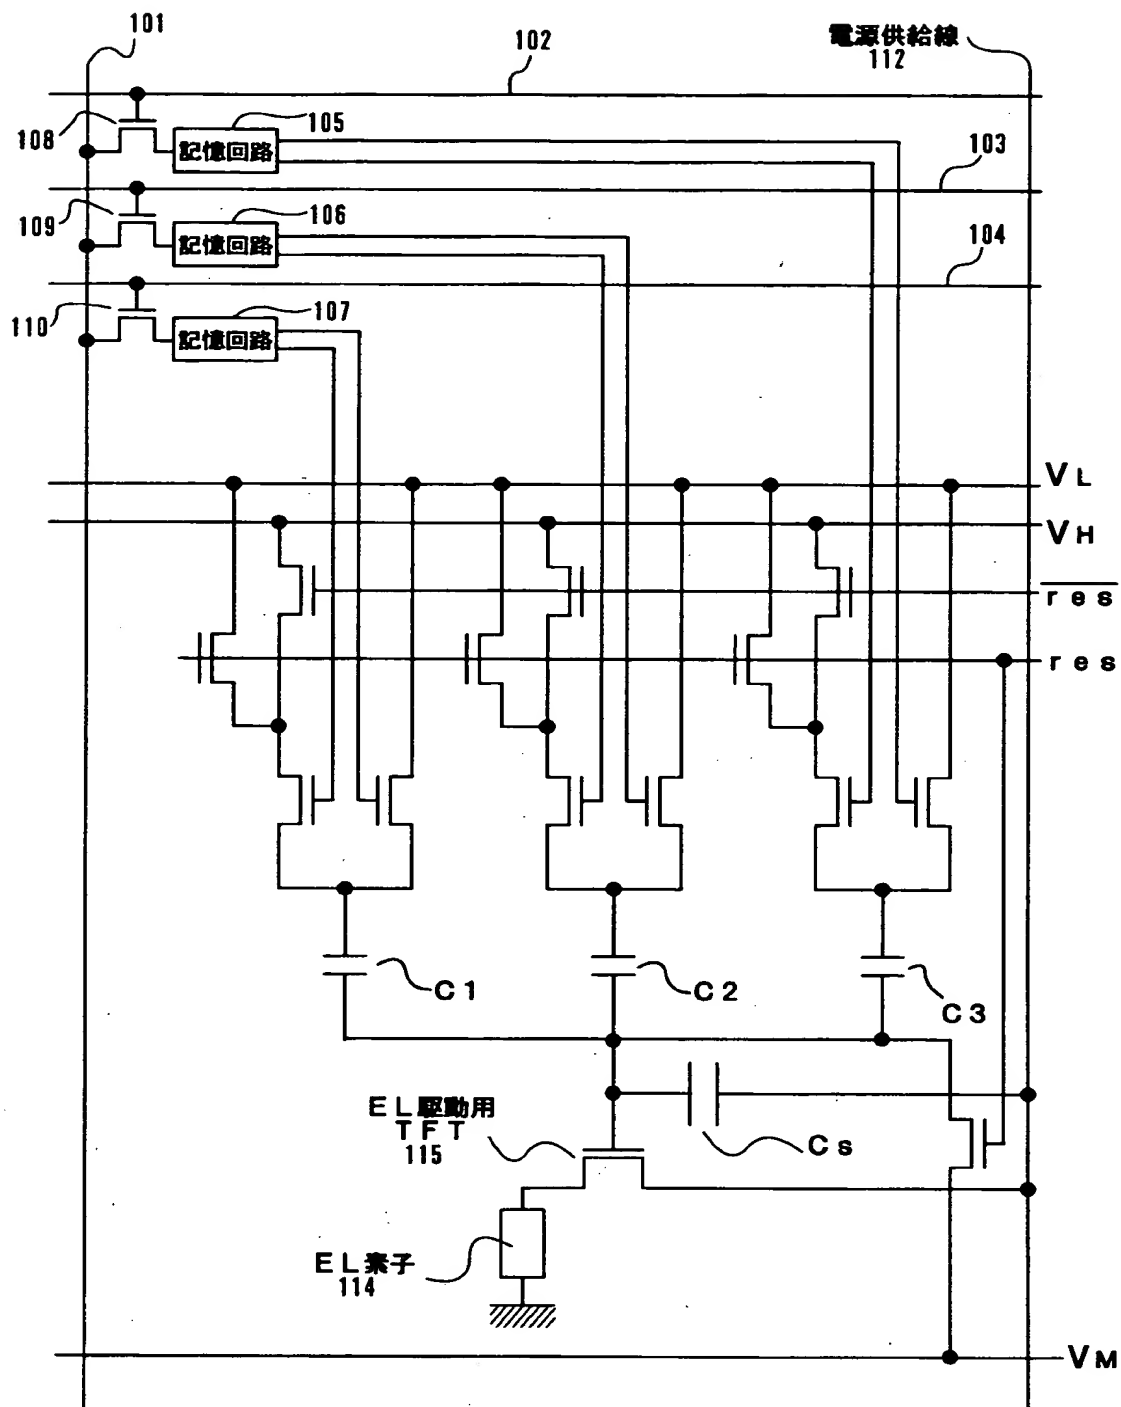 101
102
電源供給線
112
108
105
記憶回路
103
109
106
記憶回路
104
110
107
記憶回路
VL
VH
res
res
C1
C2
C3
EL駆動用
TFT
115
Cs
EL素子
114
VM